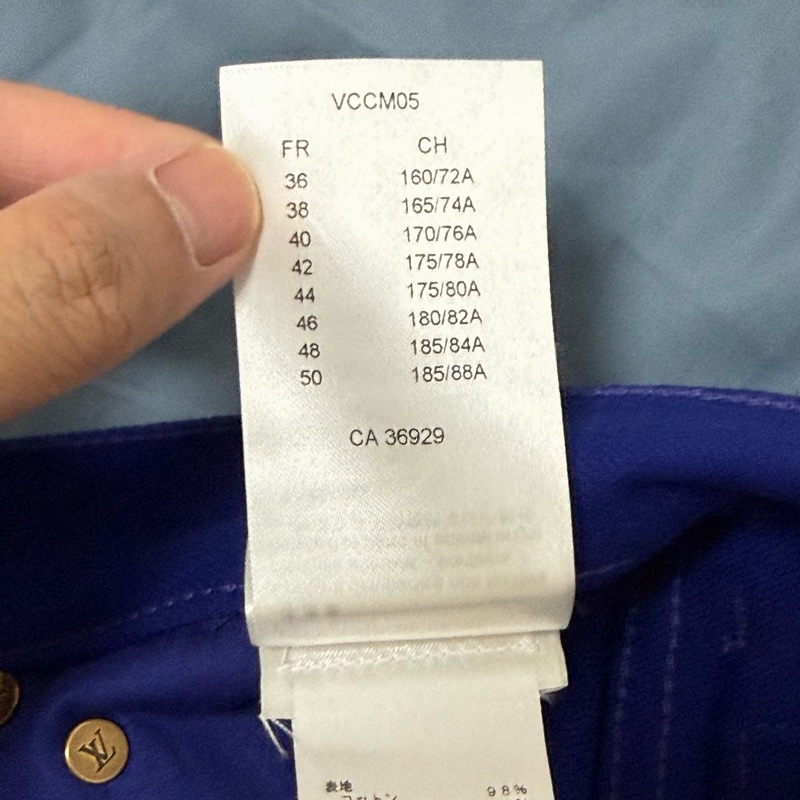 VCCM05
FR CH
36 160/72A
38 165/74A
40 170/76A
42 175/78A
44 175/80A
46 180/82A
48 185/84A
50 185/88A
CA 36929
LV
表地 98%